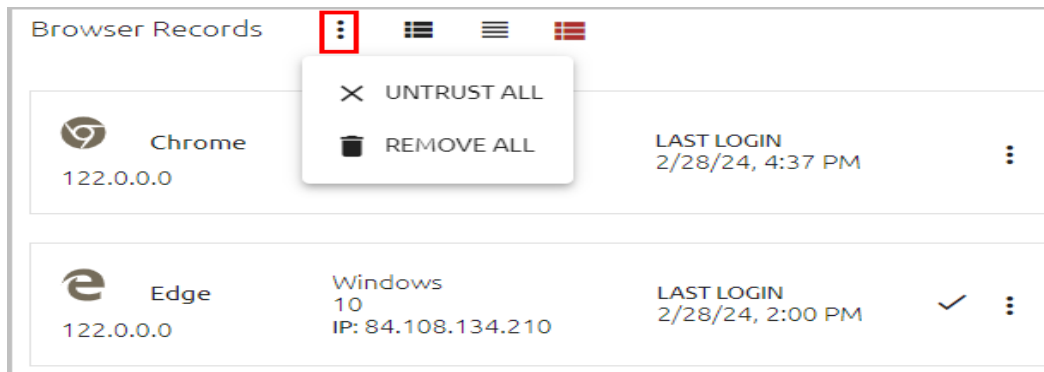 Browser Records
UNTRUST ALL
REMOVE ALL
Chrome
122.0.0.0
LAST LOGIN
2/28/24, 4:37 PM
Edge
122.0.0.0
Windows
10
IP: 84.108.134.210
LAST LOGIN
2/28/24, 2:00 PM